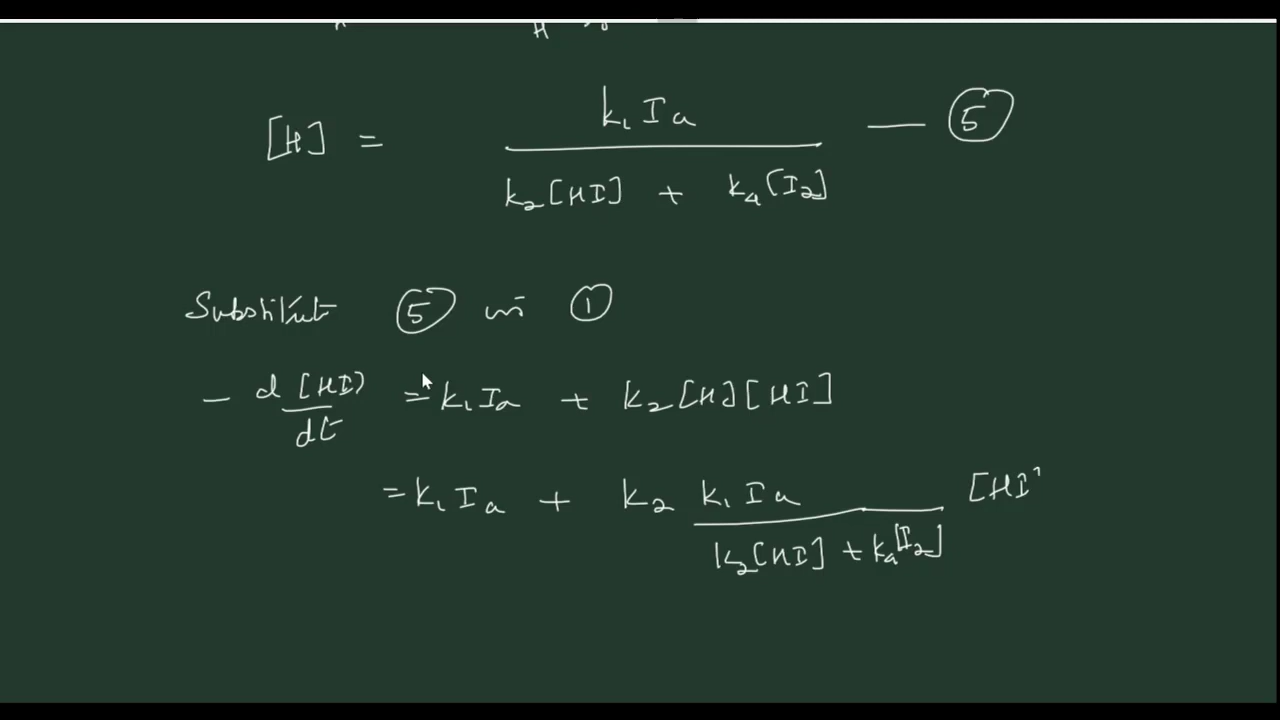 [H] = k₁Ia / k₂[HI] + k₄[I₂] — ⑤
Substitut ⑤ in ①
- d[HI]/dt = k₁Ia + k₂[H][HI]
= k₁Ia + k₂ k₁Ia / k₂[HI] + k₄[I₂] [HI]